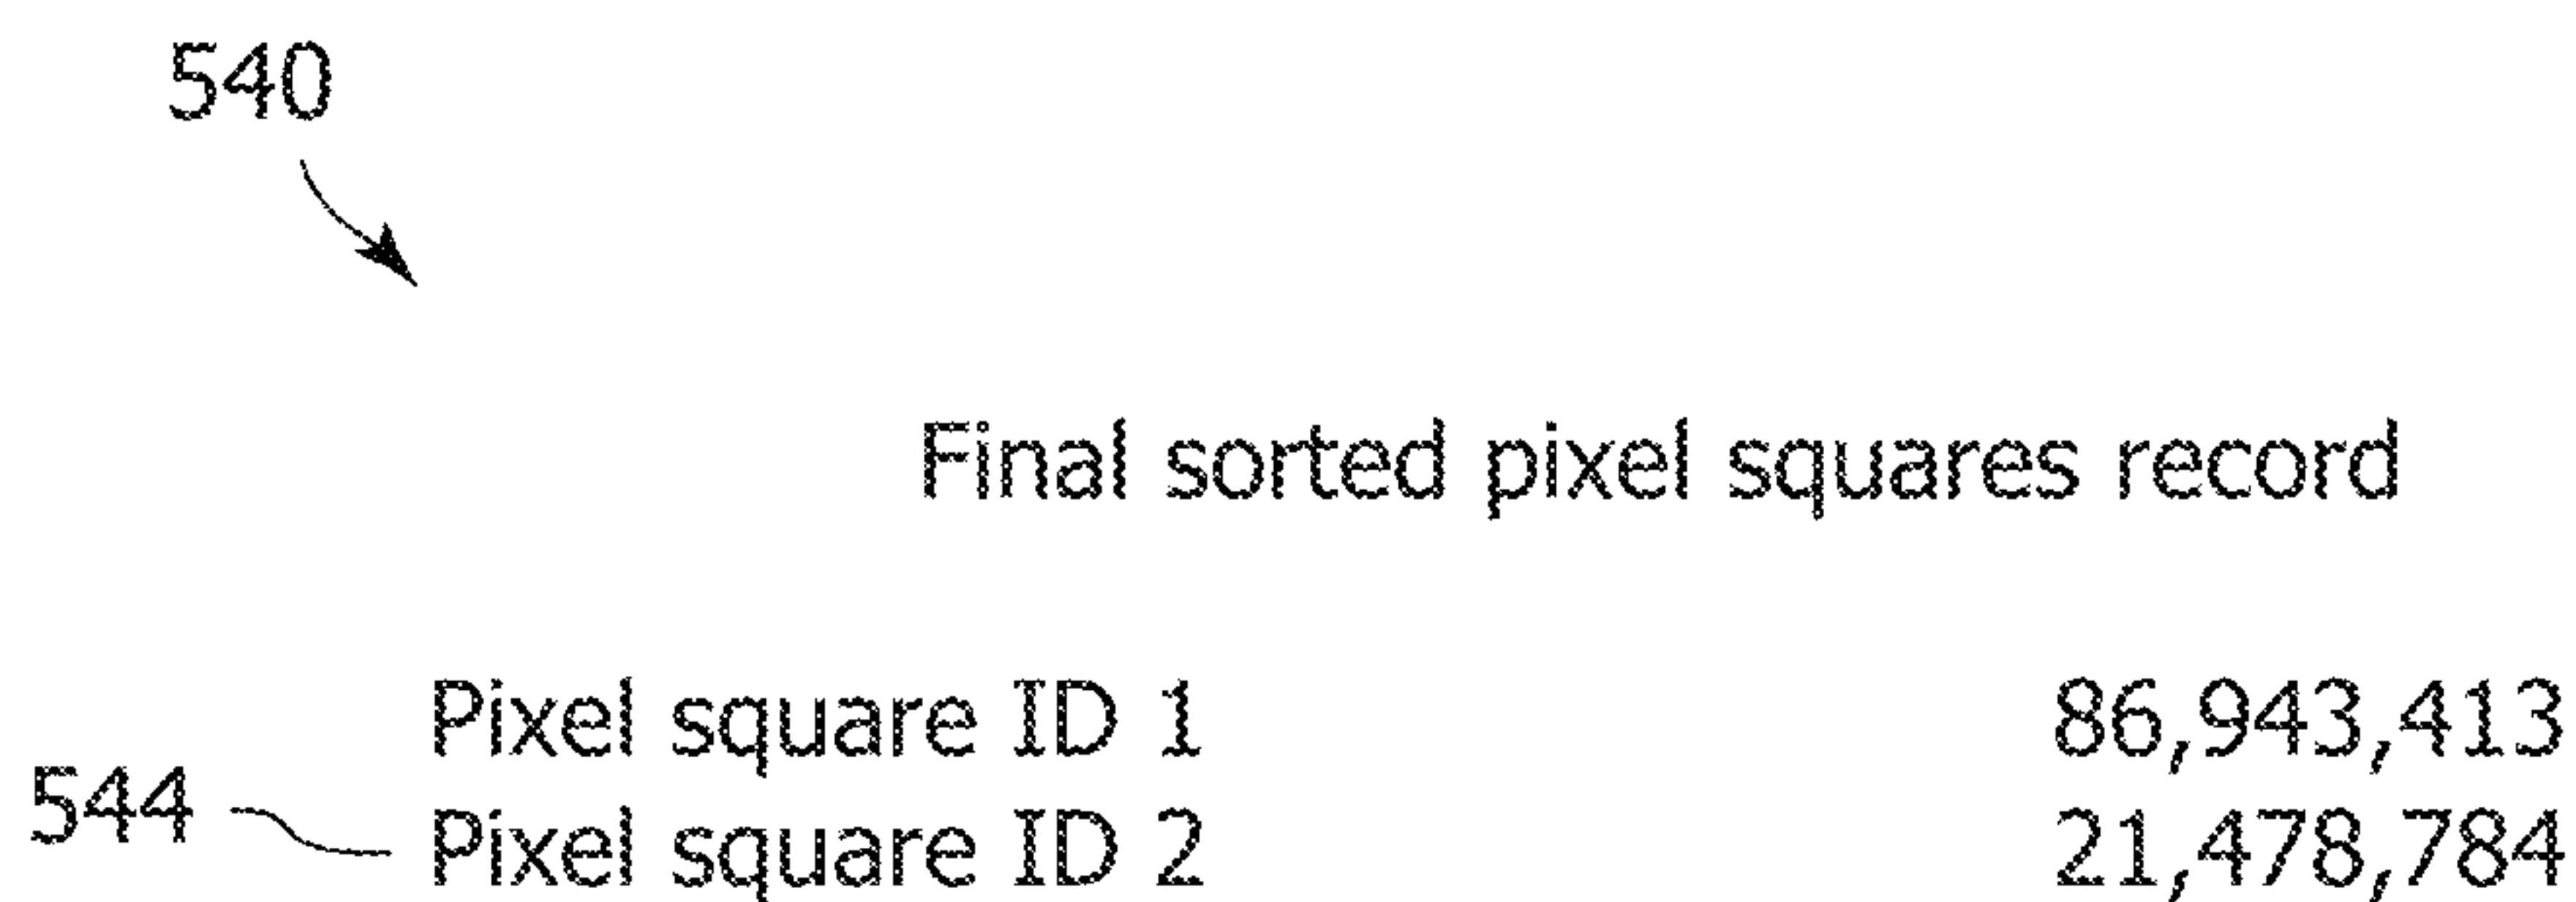 540
Final sorted pixel squares record
Pixel square ID 1 86,943,413
544 Pixel square ID 2 21,478,784